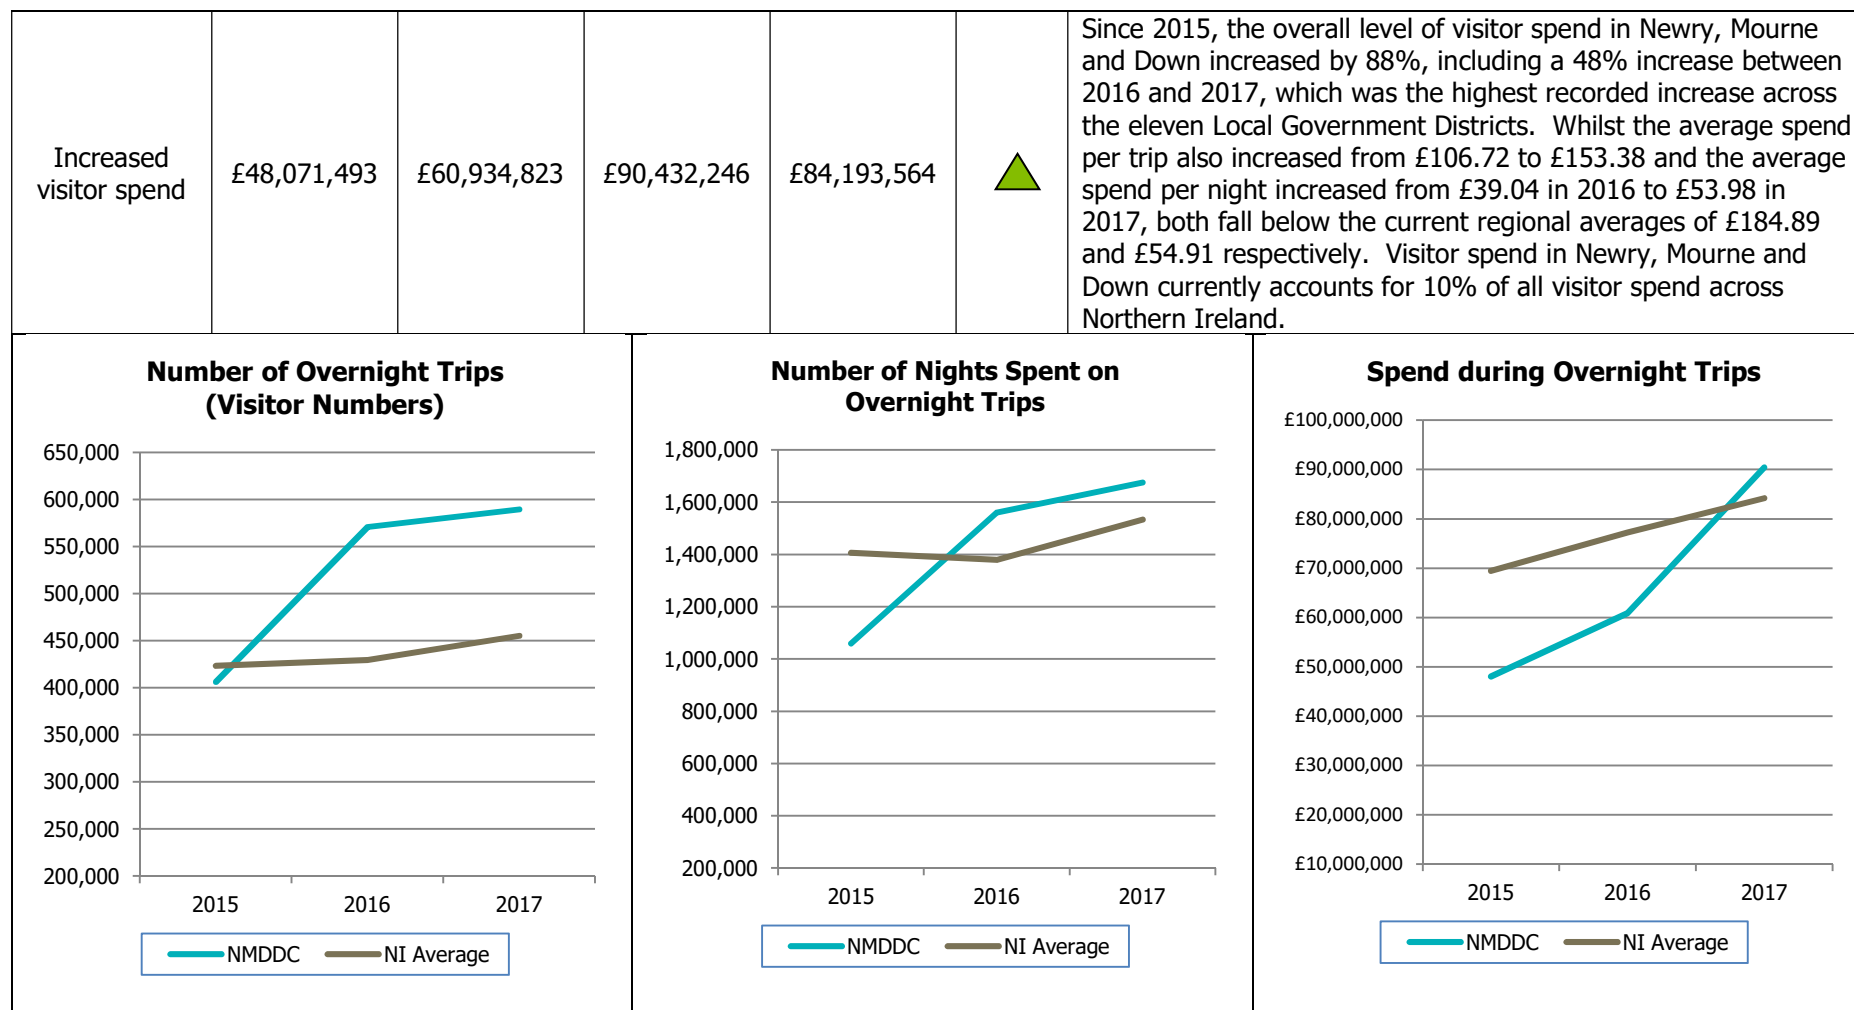 Increased
visitor spend
£48,071,493
£60,934,823
£90,432,246
£84,193,564
Since 2015, the overall level of visitor spend in Newry, Mourne
and Down increased by 88%, including a 48% increase between
2016 and 2017, which was the highest recorded increase across
the eleven Local Government Districts.  Whilst the average spend
per trip also increased from £106.72 to £153.38 and the average
spend per night increased from £39.04 in 2016 to £53.98 in
2017, both fall below the current regional averages of £184.89
and £54.91 respectively.  Visitor spend in Newry, Mourne and
Down currently accounts for 10% of all visitor spend across
Northern Ireland.
Number of Overnight Trips
(Visitor Numbers)
650,000
600,000
550,000
500,000
450,000
400,000
350,000
300,000
250,000
200,000
2015 2016 2017
NMDDC NI Average
Number of Nights Spent on
Overnight Trips
1,800,000
1,600,000
1,400,000
1,200,000
1,000,000
800,000
600,000
400,000
200,000
2015 2016 2017
NMDDC NI Average
Spend during Overnight Trips
£100,000,000
£90,000,000
£80,000,000
£70,000,000
£60,000,000
£50,000,000
£40,000,000
£30,000,000
£20,000,000
£10,000,000
2015 2016 2017
NMDDC NI Average